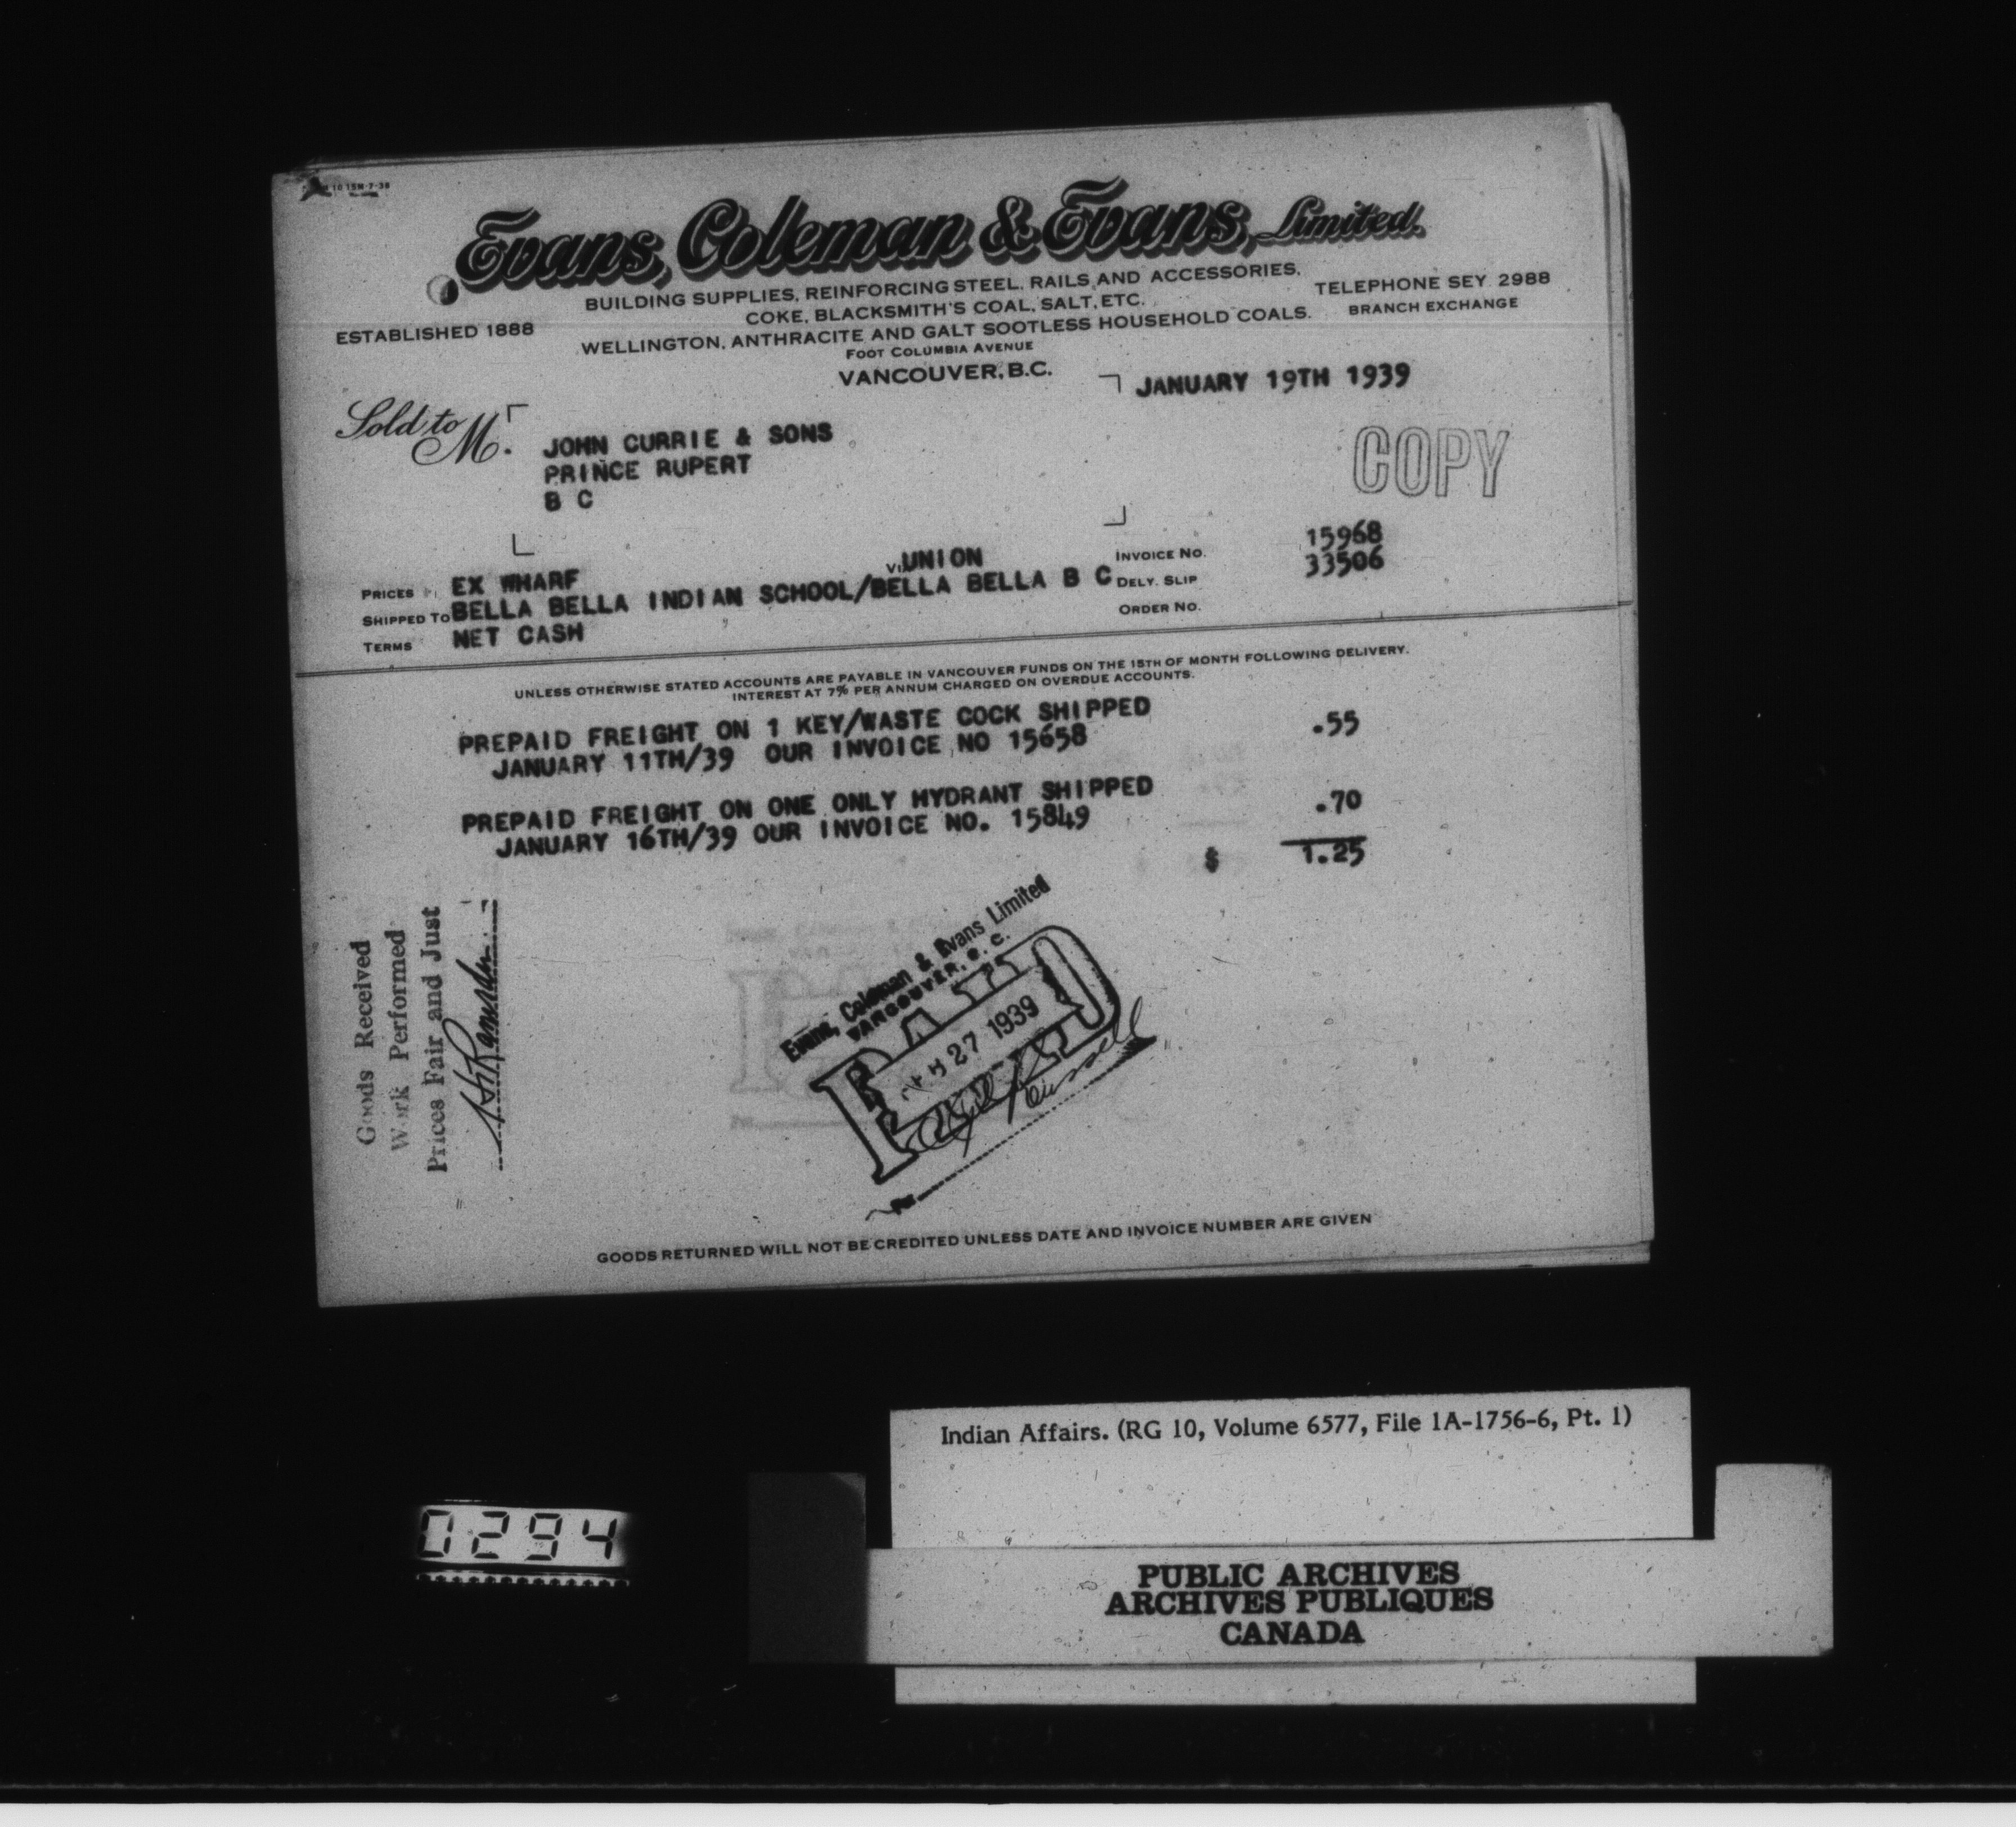 10 15M-7-38
Evans, Coleman & Evans, Limited.
BUILDING SUPPLIES, REINFORCING STEEL, RAILS AND ACCESSORIES,
COKE, BLACKSMITH'S COAL, SALT, ETC.
WELLINGTON, ANTHRACITE AND GALT SOOTLESS HOUSEHOLD COALS.
ESTABLISHED 1888
TELEPHONE SEY 2988
BRANCH EXCHANGE
FOOT COLUMBIA AVENUE
VANCOUVER, B.C.
JANUARY 19TH 1939
Sold to M.
JOHN CURRIE & SONS
PRINCE RUPERT
B C
COPY
PRICES EX WHARF
UNION
INVOICE NO. 15968
SHIPPED TO BELLA BELLA INDIAN SCHOOL/BELLA BELLA B C
DELY. SLIP 33506
TERMS NET CASH
ORDER NO.
UNLESS OTHERWISE STATED ACCOUNTS ARE PAYABLE IN VANCOUVER FUNDS ON THE 15TH OF MONTH FOLLOWING DELIVERY.
INTEREST AT 7% PER ANNUM CHARGED ON OVERDUE ACCOUNTS.
PREPAID FREIGHT ON 1 KEY/WASTE COCK SHIPPED .55
JANUARY 11TH/39 OUR INVOICE NO 15658
PREPAID FREIGHT ON ONE ONLY HYDRANT SHIPPED .70
JANUARY 16TH/39 OUR INVOICE NO. 15849
$ 1.25
Goods Received
Work Performed
Prices Fair and Just
Evans, Coleman & Evans Limited
VANCOUVER, B. C.
PAID
27 1939
Per
GOODS RETURNED WILL NOT BE CREDITED UNLESS DATE AND INVOICE NUMBER ARE GIVEN
Indian Affairs. (RG 10, Volume 6577, File 1A-1756-6, Pt. 1)
0294
PUBLIC ARCHIVES
ARCHIVES PUBLIQUES
CANADA